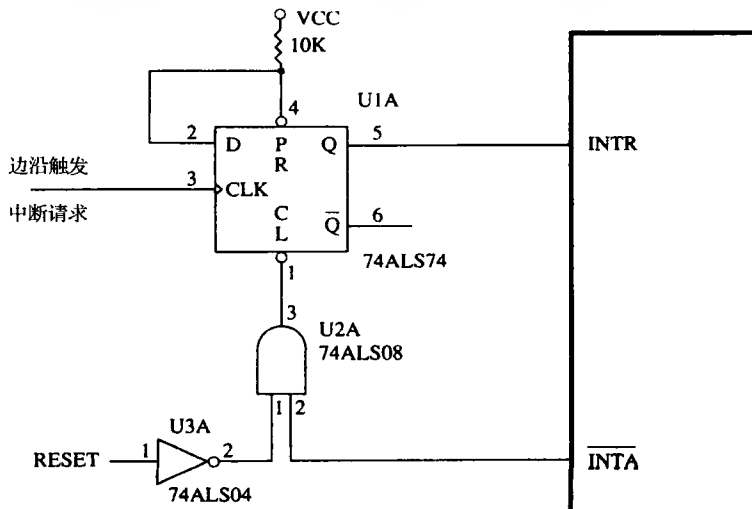 VCC
10K
4
U1A
2
D
P
R
Q
5
INTR
边沿触发
3
CLK
中断请求
C
L
Q̅
6
74ALS74
1
3
U2A
74ALS08
1
2
U3A
RESET
1
2
74ALS04
I̅N̅T̅A̅